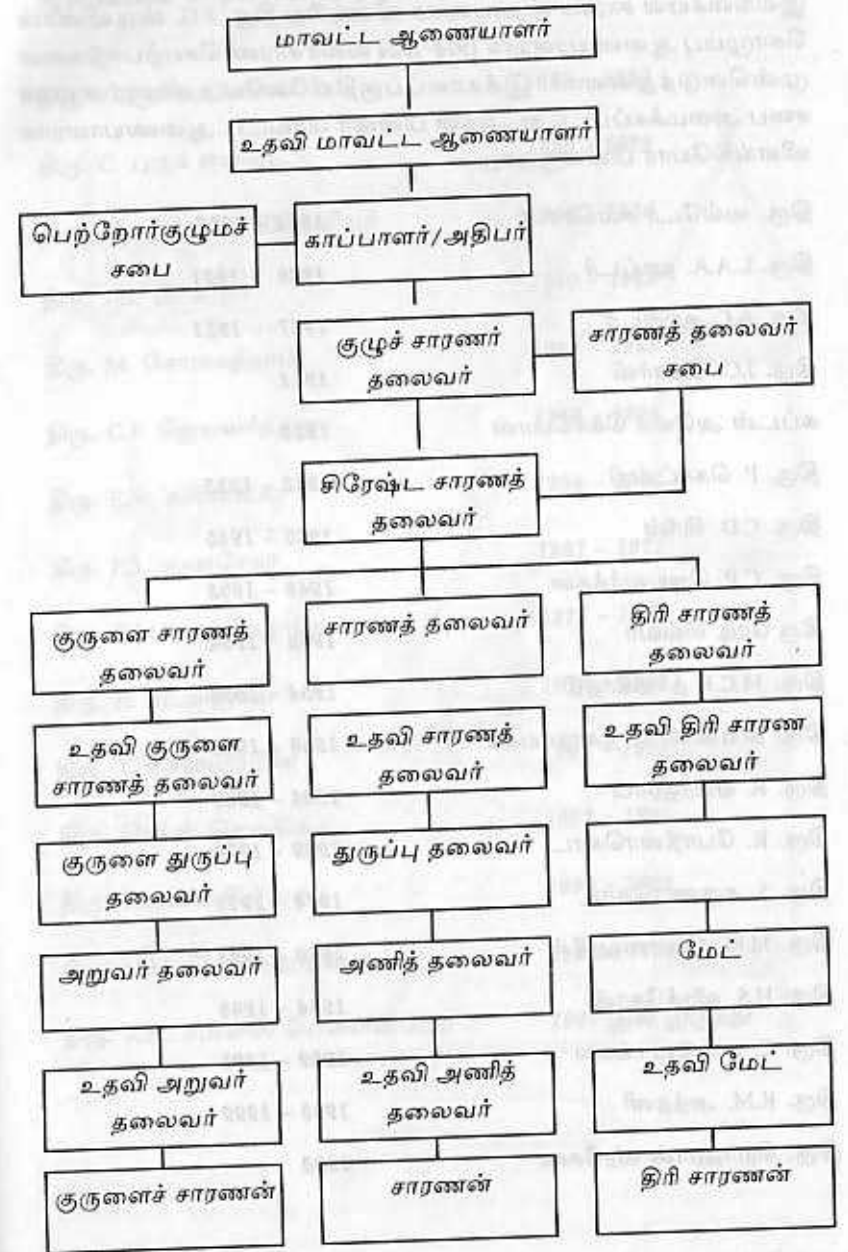 மாவட்ட ஆணையாளர்
உதவி மாவட்ட ஆணையாளர்
பெற்றோர்குழுமச்
சபை
காப்பாளர்/அதிபர்
குழுச் சாரணர்
தலைவர்
சாரணத் தலைவர்
சபை
சிரேஷ்ட சாரணத்
தலைவர்
குருளை சாரணத்
தலைவர்
சாரணத் தலைவர்
திரி சாரணத்
தலைவர்
உதவி குருளை
சாரணத் தலைவர்
உதவி சாரணத்
தலைவர்
உதவி திரி சாரண
தலைவர்
குருளை துருப்பு
தலைவர்
துருப்பு தலைவர்
அறுவர் தலைவர்
அணித் தலைவர்
மேட்
உதவி அறுவர்
தலைவர்
உதவி அணித்
தலைவர்
உதவி மேட்
குருளைச் சாரணன்
சாரணன்
திரி சாரணன்